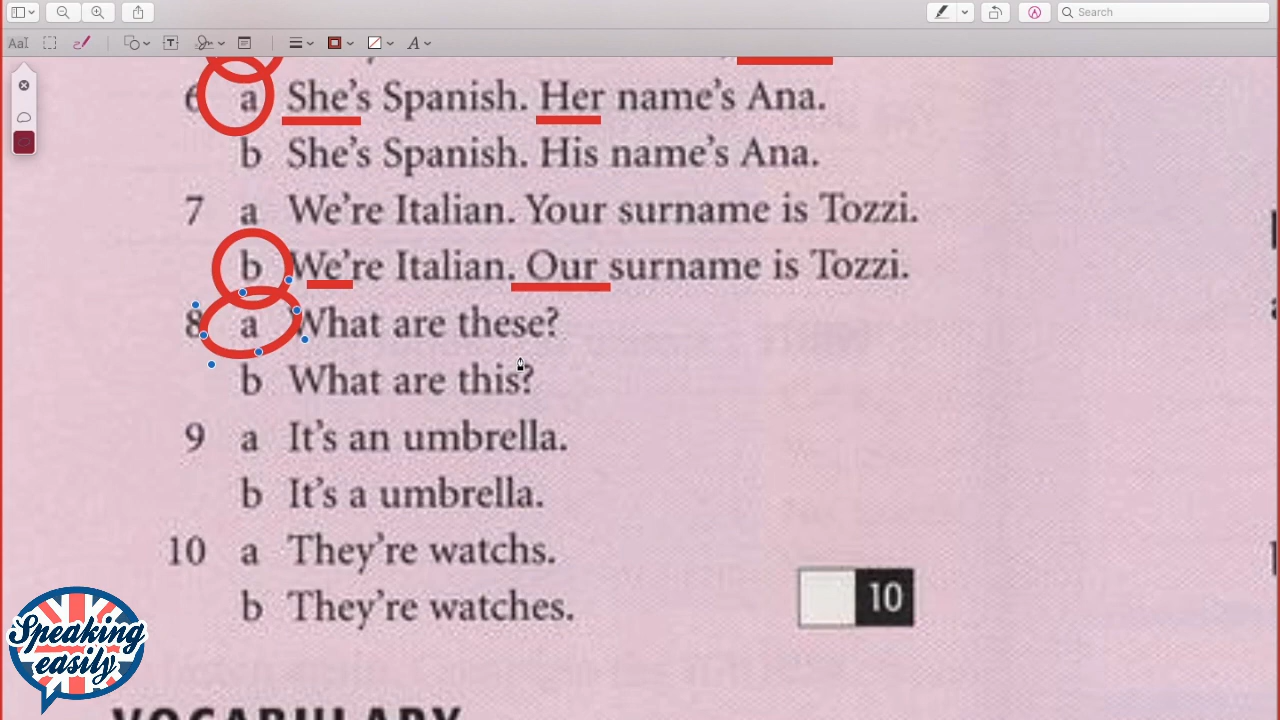 Search
AaI
T
A
6 a She's Spanish. Her name's Ana.
b She's Spanish. His name's Ana.
7 a We're Italian. Your surname is Tozzi.
b We're Italian. Our surname is Tozzi.
8 a What are these?
b What are this?
9 a It's an umbrella.
b It's a umbrella.
10 a They're watchs.
b They're watches.
10
Speaking
easily
VOCABULARY